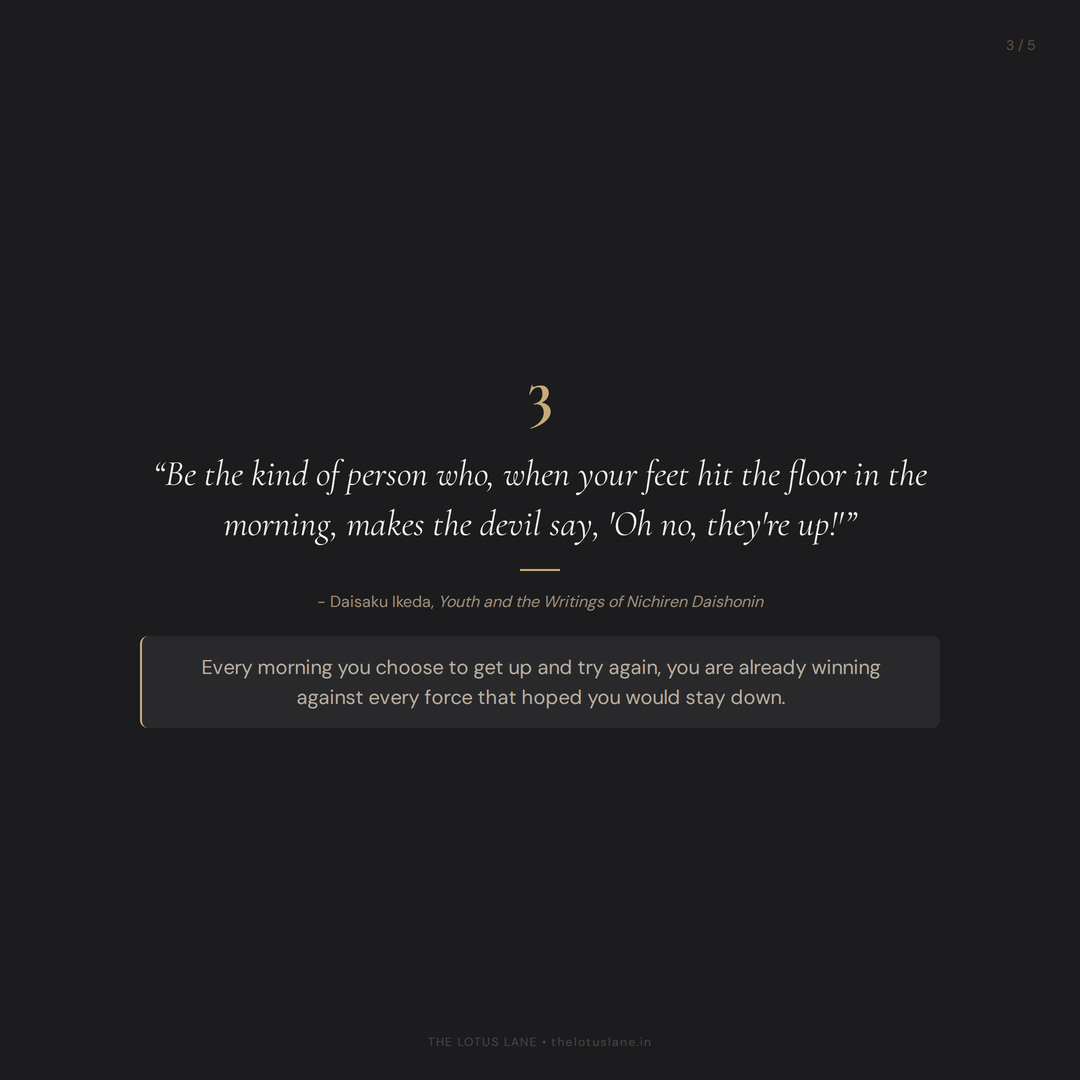 3 / 5
3
“Be the kind of person who, when your feet hit the floor in the
morning, makes the devil say, 'Oh no, they're up!'”
– Daisaku Ikeda, Youth and the Writings of Nichiren Daishonin
Every morning you choose to get up and try again, you are already winning
against every force that hoped you would stay down.
THE LOTUS LANE • thelotuslane.in